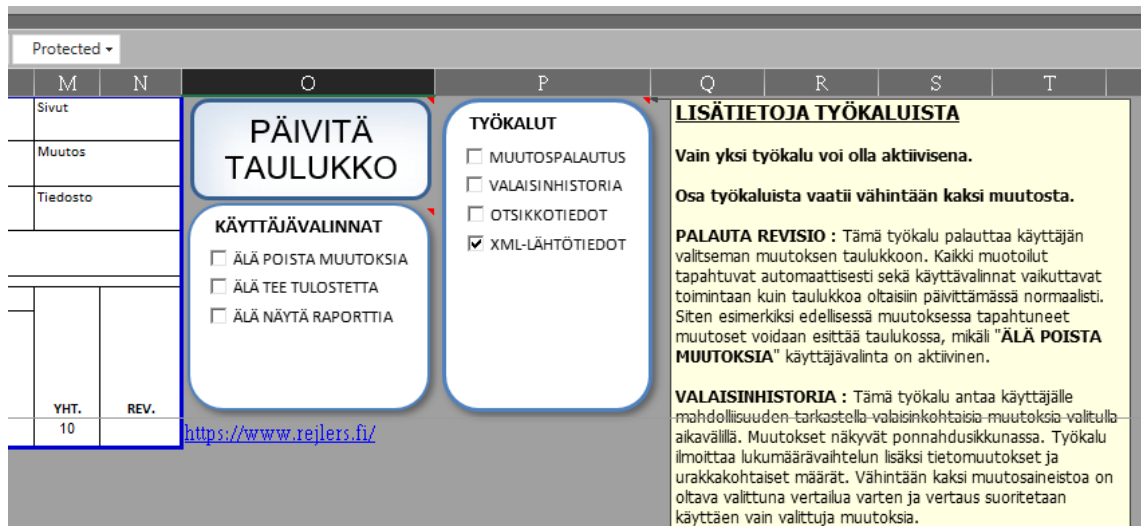 Protected
M N O P Q R S T
Sivut
Muutos
Tiedosto
YHT. REV.
10
PÄIVITÄ
TAULUKKO
KÄYTTÄJÄVALINNAT
ÄLÄ POISTA MUUTOKSIA
ÄLÄ TEE TULOSTETTA
ÄLÄ NÄYTÄ RAPORTTIA
https://www.rejlers.fi/
TYÖKALUT
MUUTOSPALAUTUS
VALAISINHISTORIA
OTSIKKOTIEDOT
XML-LÄHTÖTIEDOT
LISÄTIETOJA TYÖKALUISTA
Vain yksi työkalu voi olla aktiivisena.
Osa työkaluista vaatii vähintään kaksi muutosta.
PALAUTA REVISIO : Tämä työkalu palauttaa käyttäjän
valitseman muutoksen taulukkoon. Kaikki muotoilut
tapahtuvat automaattisesti sekä käyttävalinnat vaikuttavat
toimintaan kuin taulukkoa oltaisiin päivittämässä normaalisti.
Siten esimerkiksi edellisessä muutoksessa tapahtuneet
muutoset voidaan esittää taulukossa, mikäli "ÄLÄ POISTA
MUUTOKSIA" käyttäjävalinta on aktiivinen.
VALAISINHISTORIA : Tämä työkalu antaa käyttäjälle
mahdollisuuden tarkastella valaisinkohtaisia muutoksia valitulla
aikavälillä. Muutokset näkyvät ponnahdusikkunassa. Työkalu
ilmoittaa lukumäärävaihtelun lisäksi tietomuutokset ja
urakkakohtaiset määrät. Vähintään kaksi muutosaineistoa on
oltava valittuna vertailua varten ja vertaus suoritetaan
käyttäen vain valittuja muutoksia.